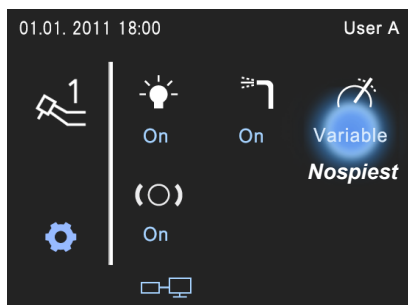 01.01. 2011 18:00 User A
1
On On Variable
Nospiest
On